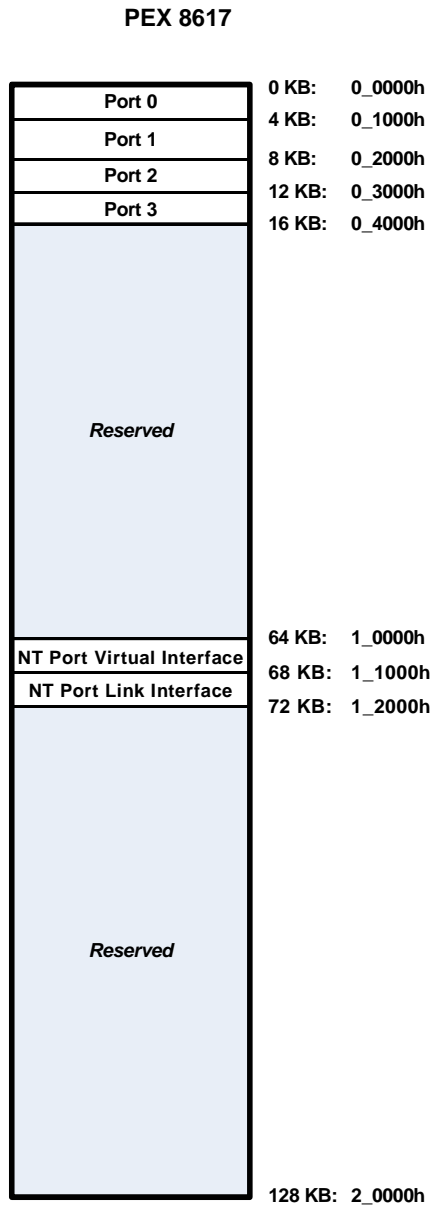 PEX 8617
0 KB: 0_0000h
Port 0
4 KB: 0_1000h
Port 1
8 KB: 0_2000h
Port 2
12 KB: 0_3000h
Port 3
16 KB: 0_4000h
Reserved
64 KB: 1_0000h
NT Port Virtual Interface
68 KB: 1_1000h
NT Port Link Interface
72 KB: 1_2000h
Reserved
128 KB: 2_0000h